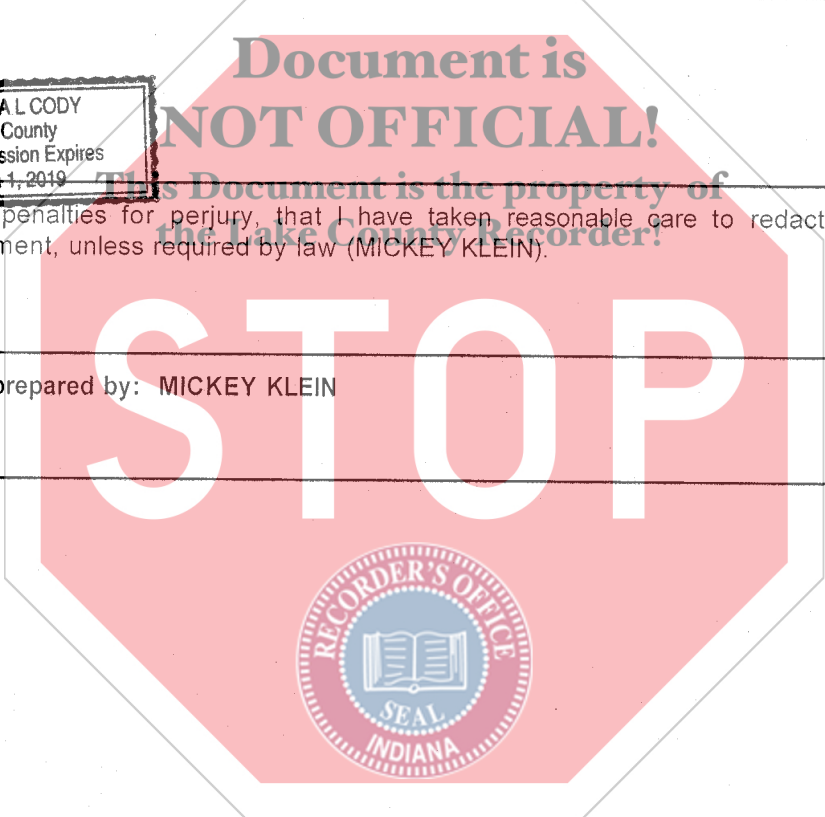 Document is
NOT OFFICIAL!
This Document is the property of
the Lake County Recorder!
A L CODY
County
ssion Expires
1, 2019
penalties for perjury, that I have taken reasonable care to redact
ment, unless required by law (MICKEY KLEIN).
prepared by: MICKEY KLEIN
STOP
RECORDER'S OFFICE
SEAL
INDIANA